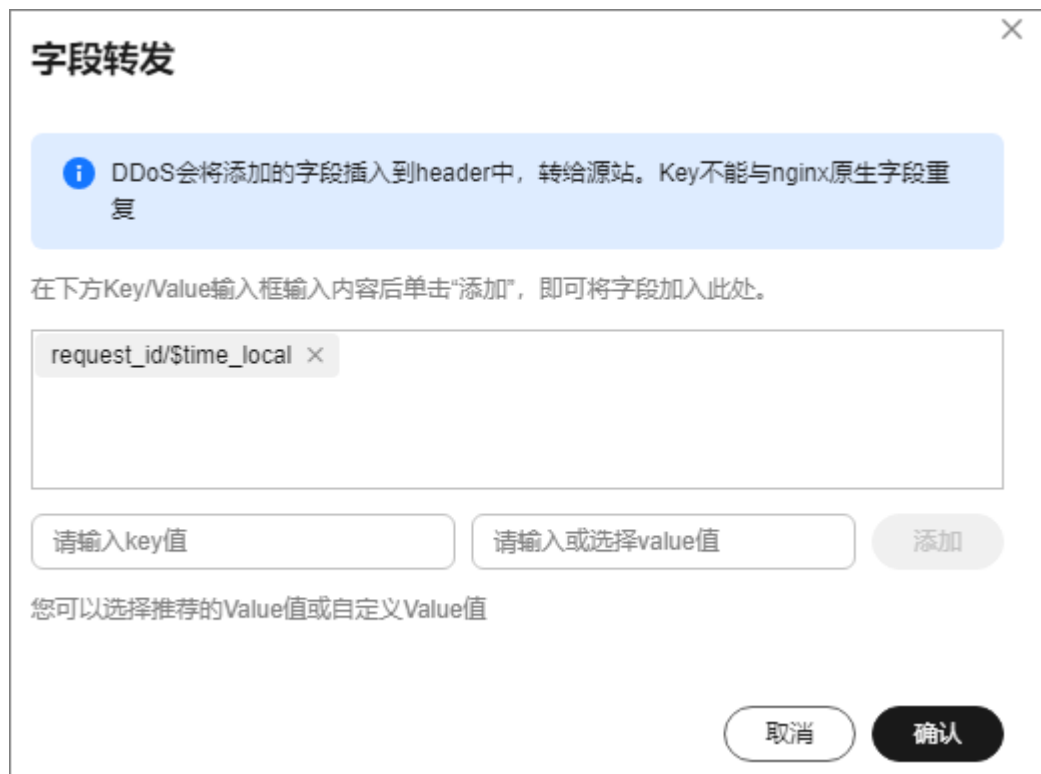 字段转发
DDoS会将添加的字段插入到header中，转给源站。Key不能与nginx原生字段重
复
在下方Key/Value输入框输入内容后单击“添加”，即可将字段加入此处。
request_id/$time_local
请输入key值
请输入或选择value值
添加
您可以选择推荐的Value值或自定义Value值
取消
确认